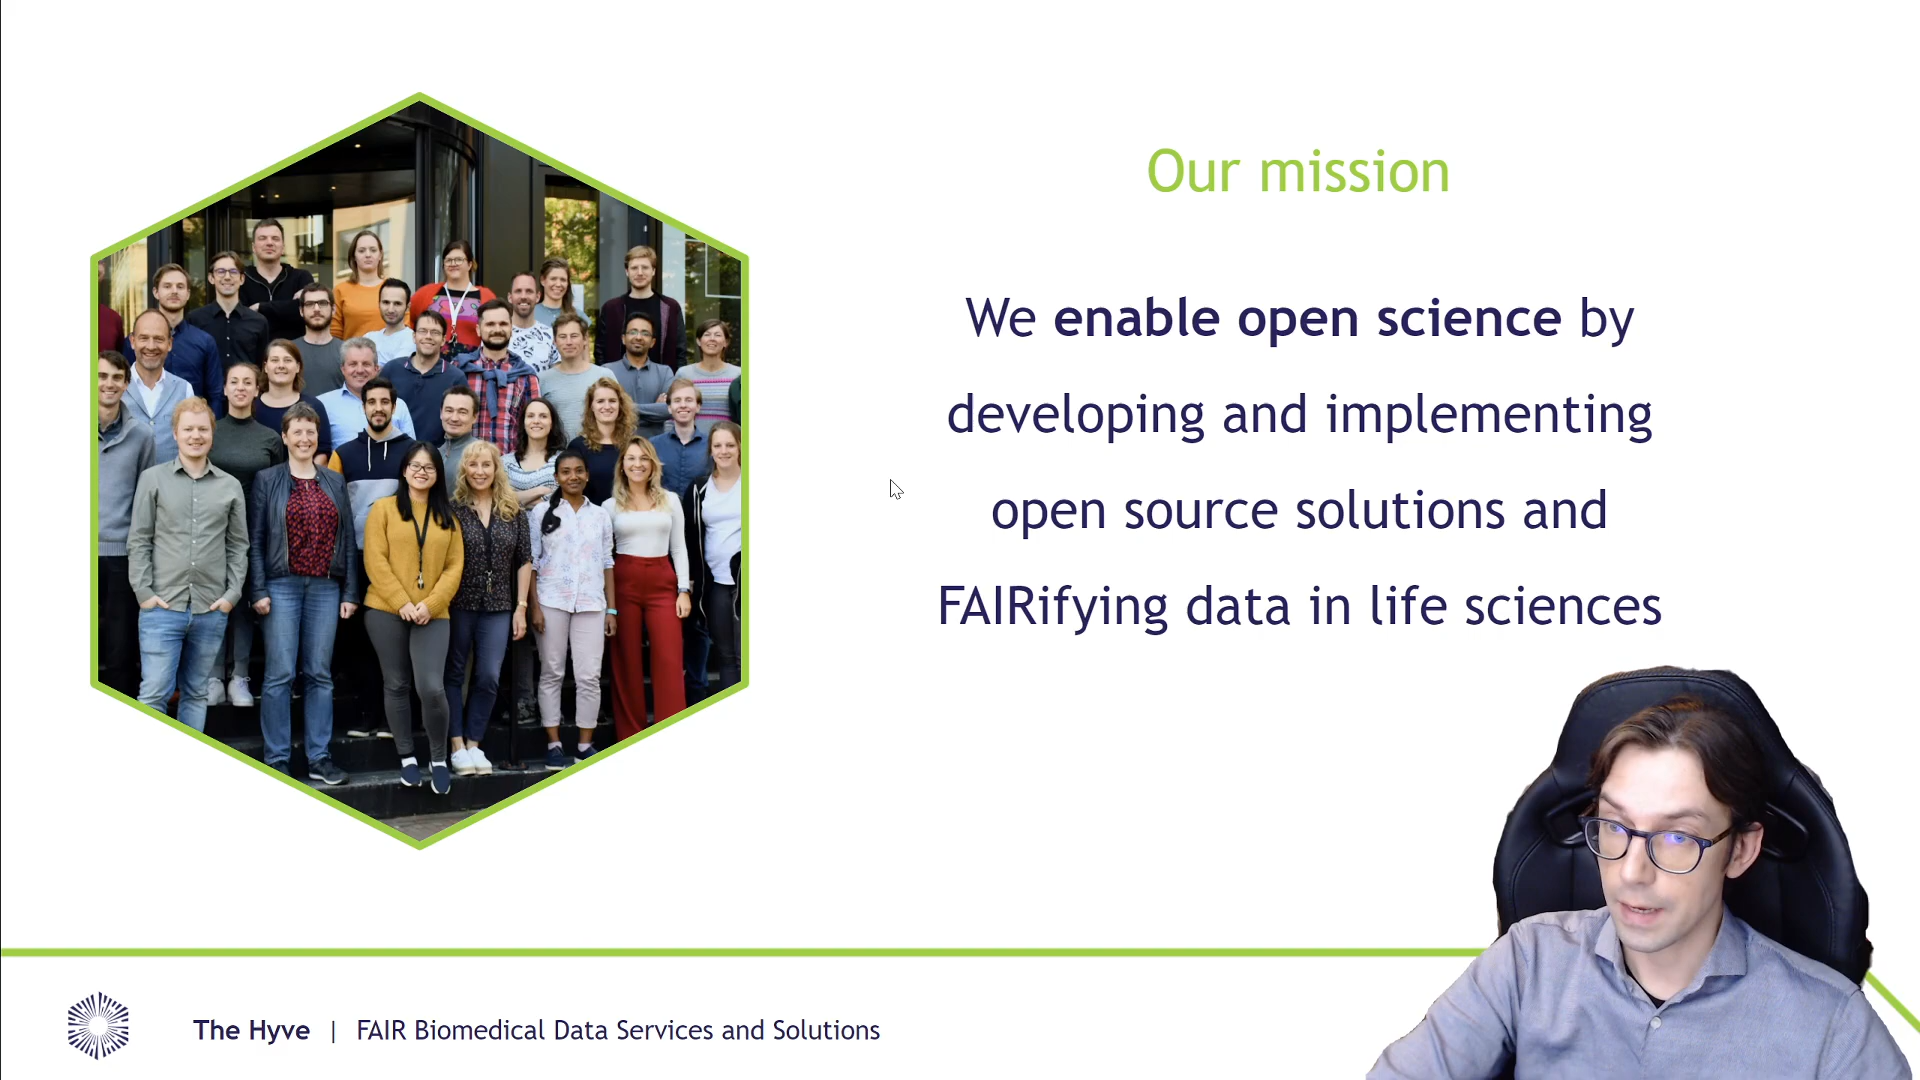 Our mission
We enable open science by
developing and implementing
open source solutions and
FAIRifying data in life sciences
The Hyve | FAIR Biomedical Data Services and Solutions